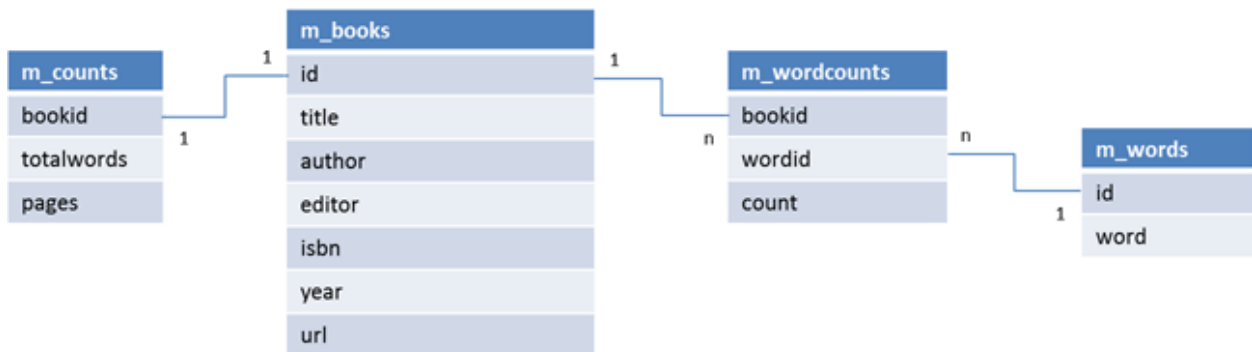 m_counts
bookid
totalwords
pages
1
1
m_books
id
title
author
editor
isbn
year
url
1
n
m_wordcounts
bookid
wordid
count
n
1
m_words
id
word